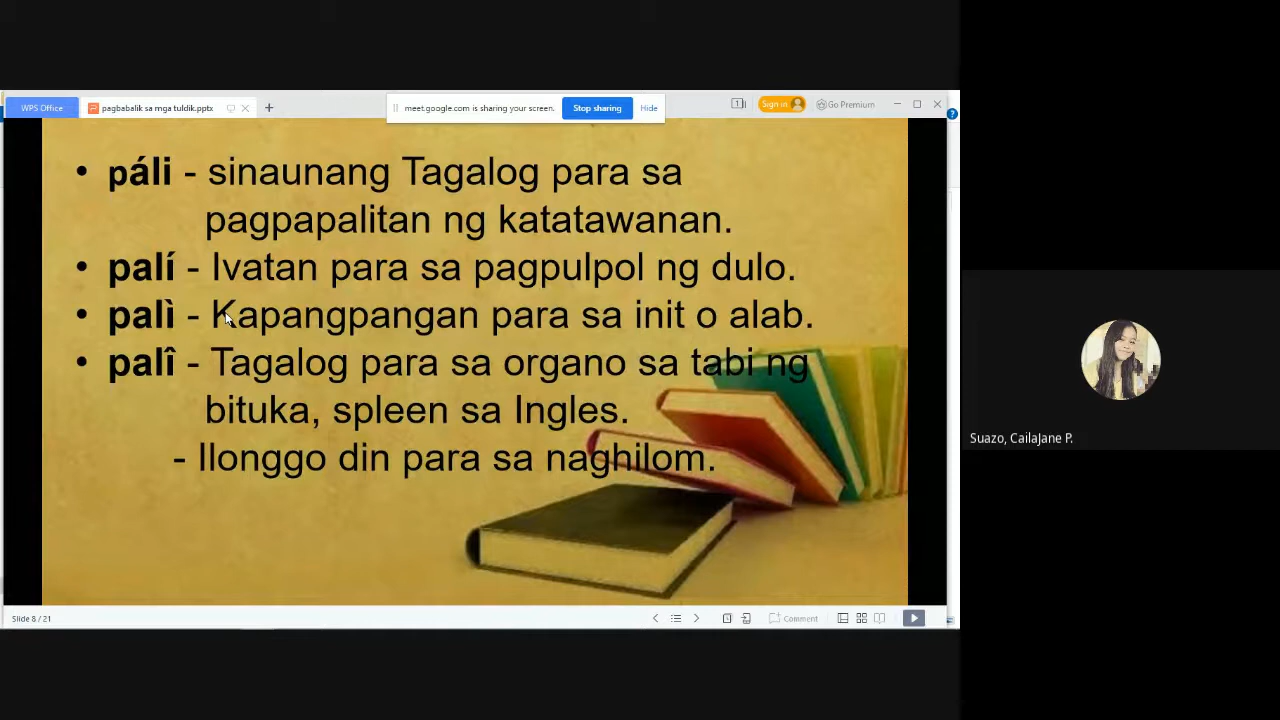 WPS Office
pagbabalik sa mga tuldik.pptx
meet.google.com is sharing your screen.
Stop sharing
Hide
1
Sign in
Go Premium
• páli - sinaunang Tagalog para sa
pagpapalitan ng katatawanan.
• palí - Ivatan para sa pagpulpol ng dulo.
• palì - Kapangpangan para sa init o alab.
• palî - Tagalog para sa organo sa tabi ng
bituka, spleen sa Ingles.
- Ilonggo din para sa naghilom.
Suazo, CailaJane P.
Slide 8 / 21
Comment